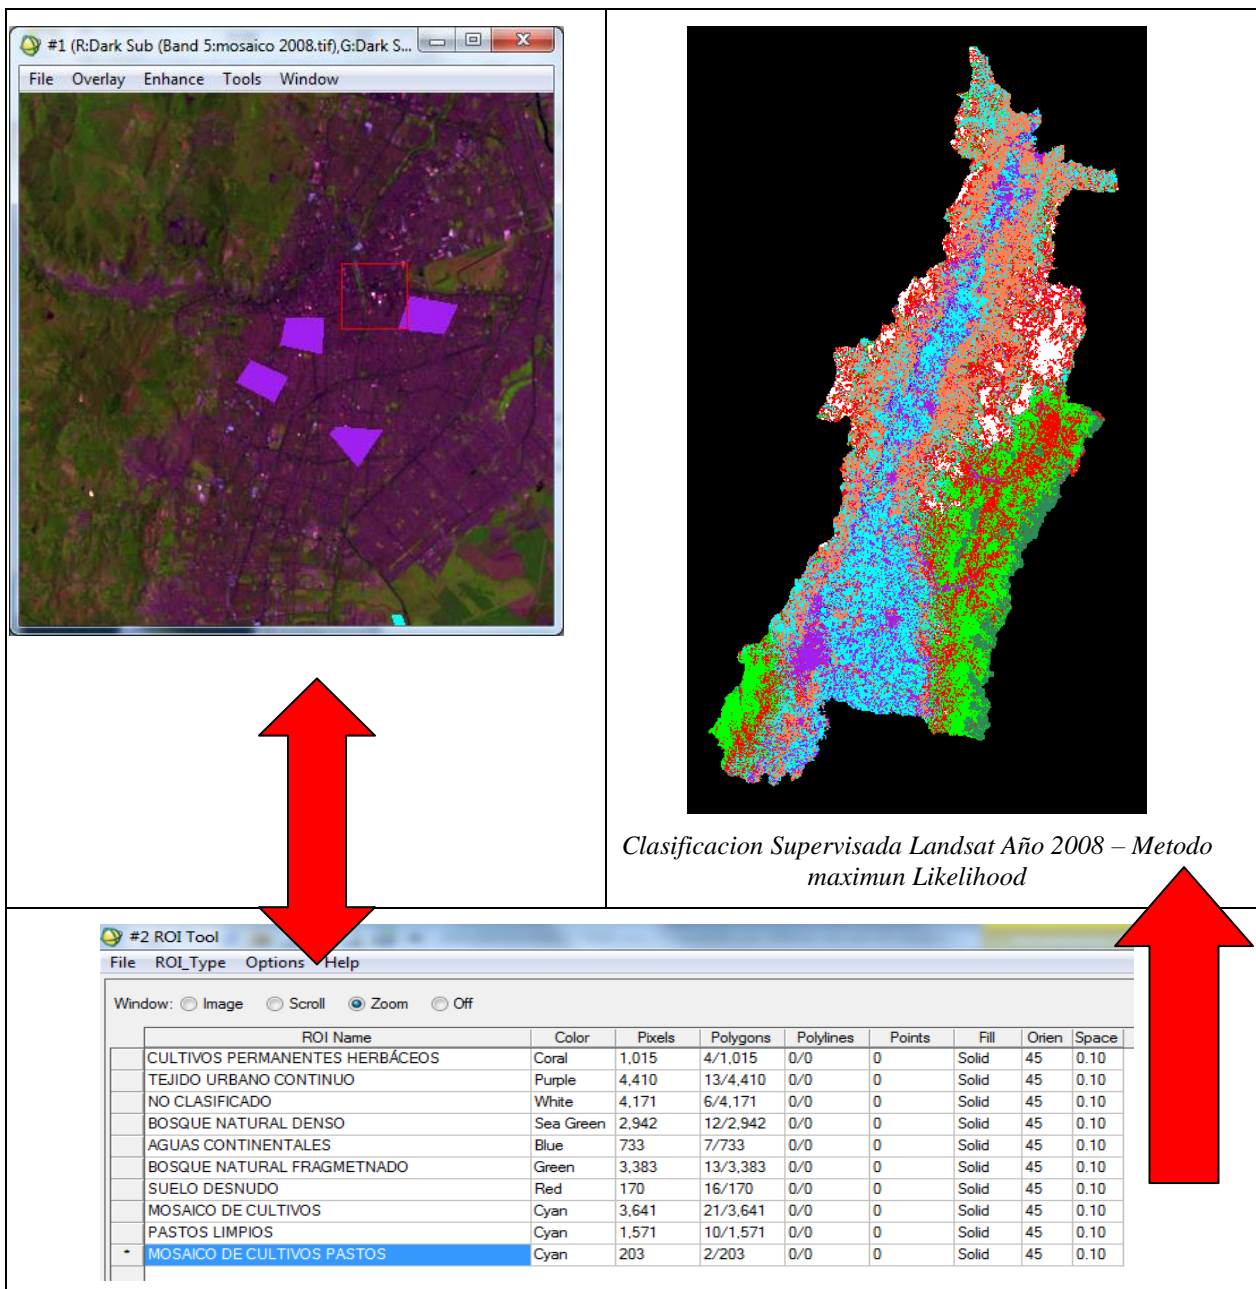 #1 (R:Dark Sub (Band 5:mosaico 2008.tif),G:Dark S...
File Overlay Enhance Tools Window
Clasificacion Supervisada Landsat Año 2008 – Metodo
maximun Likelihood
#2 ROI Tool
File ROI_Type Options Help
Window: Image Scroll Zoom Off
ROI Name Color Pixels Polygons Polylines Points Fill Orien Space
CULTIVOS PERMANENTES HERBÁCEOS Coral 1,015 4/1,015 0/0 0 Solid 45 0.10
TEJIDO URBANO CONTINUO Purple 4,410 13/4,410 0/0 0 Solid 45 0.10
NO CLASIFICADO White 4,171 6/4,171 0/0 0 Solid 45 0.10
BOSQUE NATURAL DENSO Sea Green 2,942 12/2,942 0/0 0 Solid 45 0.10
AGUAS CONTINENTALES Blue 733 7/733 0/0 0 Solid 45 0.10
BOSQUE NATURAL FRAGMETNADO Green 3,383 13/3,383 0/0 0 Solid 45 0.10
SUELO DESNUDO Red 170 16/170 0/0 0 Solid 45 0.10
MOSAICO DE CULTIVOS Cyan 3,641 21/3,641 0/0 0 Solid 45 0.10
PASTOS LIMPIOS Cyan 1,571 10/1,571 0/0 0 Solid 45 0.10
* MOSAICO DE CULTIVOS PASTOS Cyan 203 2/203 0/0 0 Solid 45 0.10